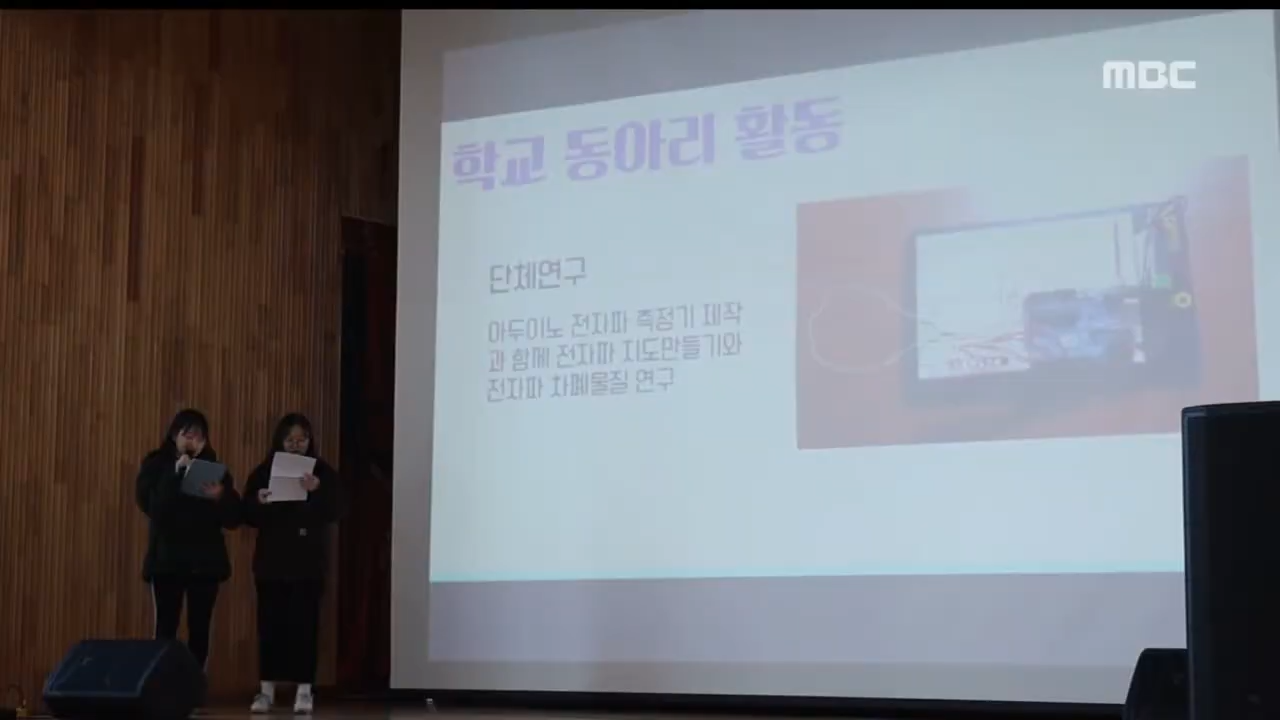 MBC
학교 동아리 활동
단체연구
아두이노 전자파 측정기 제작
과 함께 전자파 지도만들기와
전자파 차폐물질 연구